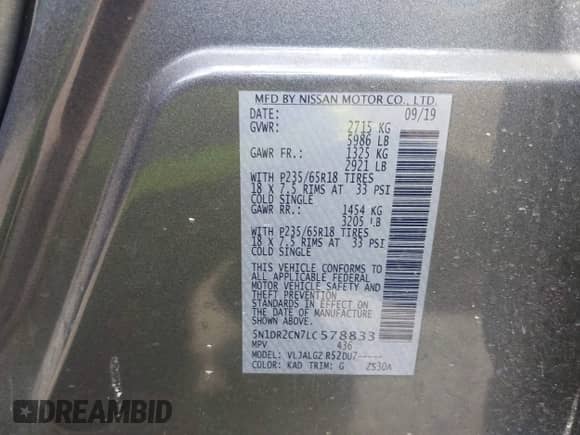 MFD BY NISSAN MOTOR CO., LTD.
DATE: 09/19
GVWR: 2715 KG
5986 LB
GAWR FR.: 1325 KG
2921 LB
WITH P235/65R18 TIRES
18 X 7.5 RIMS AT 33 PSI
COLD SINGLE
GAWR RR.: 1454 KG
3205 LB
WITH P235/65R18 TIRES
18 X 7.5 RIMS AT 33 PSI
COLD SINGLE
THIS VEHICLE CONFORMS TO
ALL APPLICABLE FEDERAL
MOTOR VEHICLE SAFETY AND
THEFT PREVENTION
STANDARDS IN EFFECT ON
THE DATE OF MANUFACTURE
SHOWN ABOVE.
5N1DR2CN7LC578833
MPV 436
MODEL: VLJALGZ R52DU7-----
COLOR: KAD TRIM: G ZS30A
DREAMBID